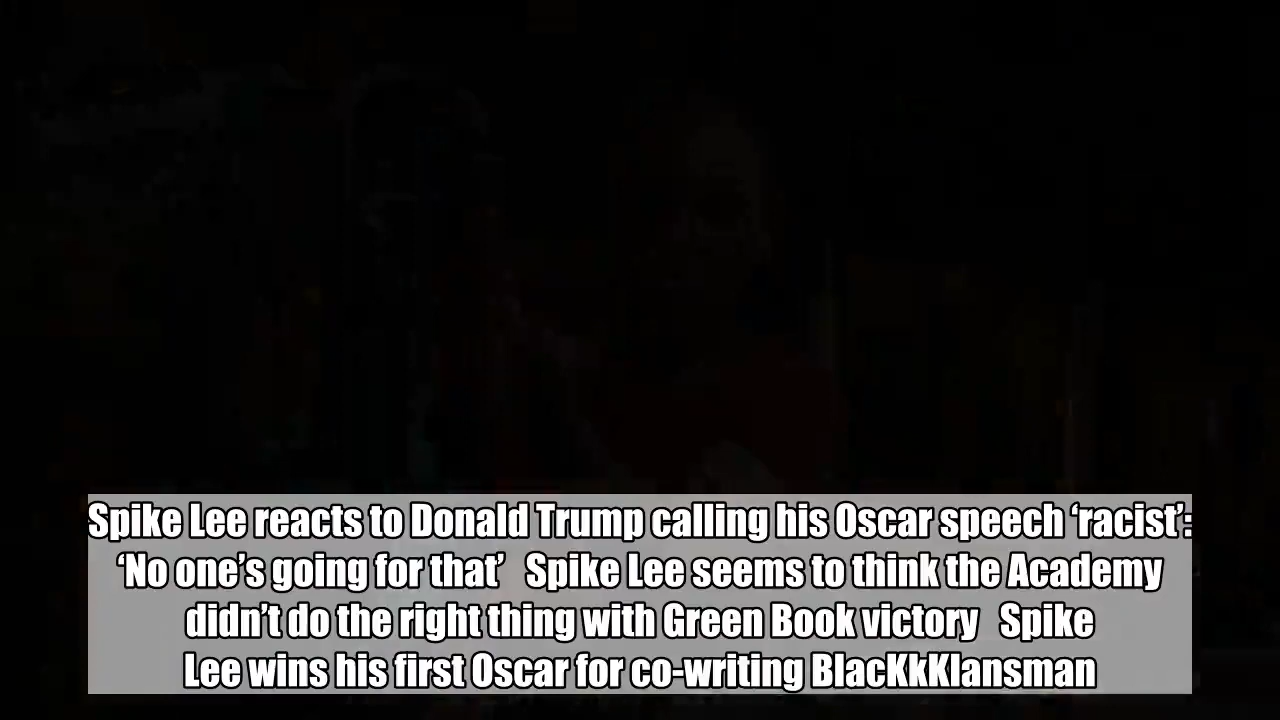 Spike Lee reacts to Donald Trump calling his Oscar speech ‘racist’:
‘No one’s going for that’   Spike Lee seems to think the Academy
didn’t do the right thing with Green Book victory   Spike
Lee wins his first Oscar for co-writing BlacKkKlansman